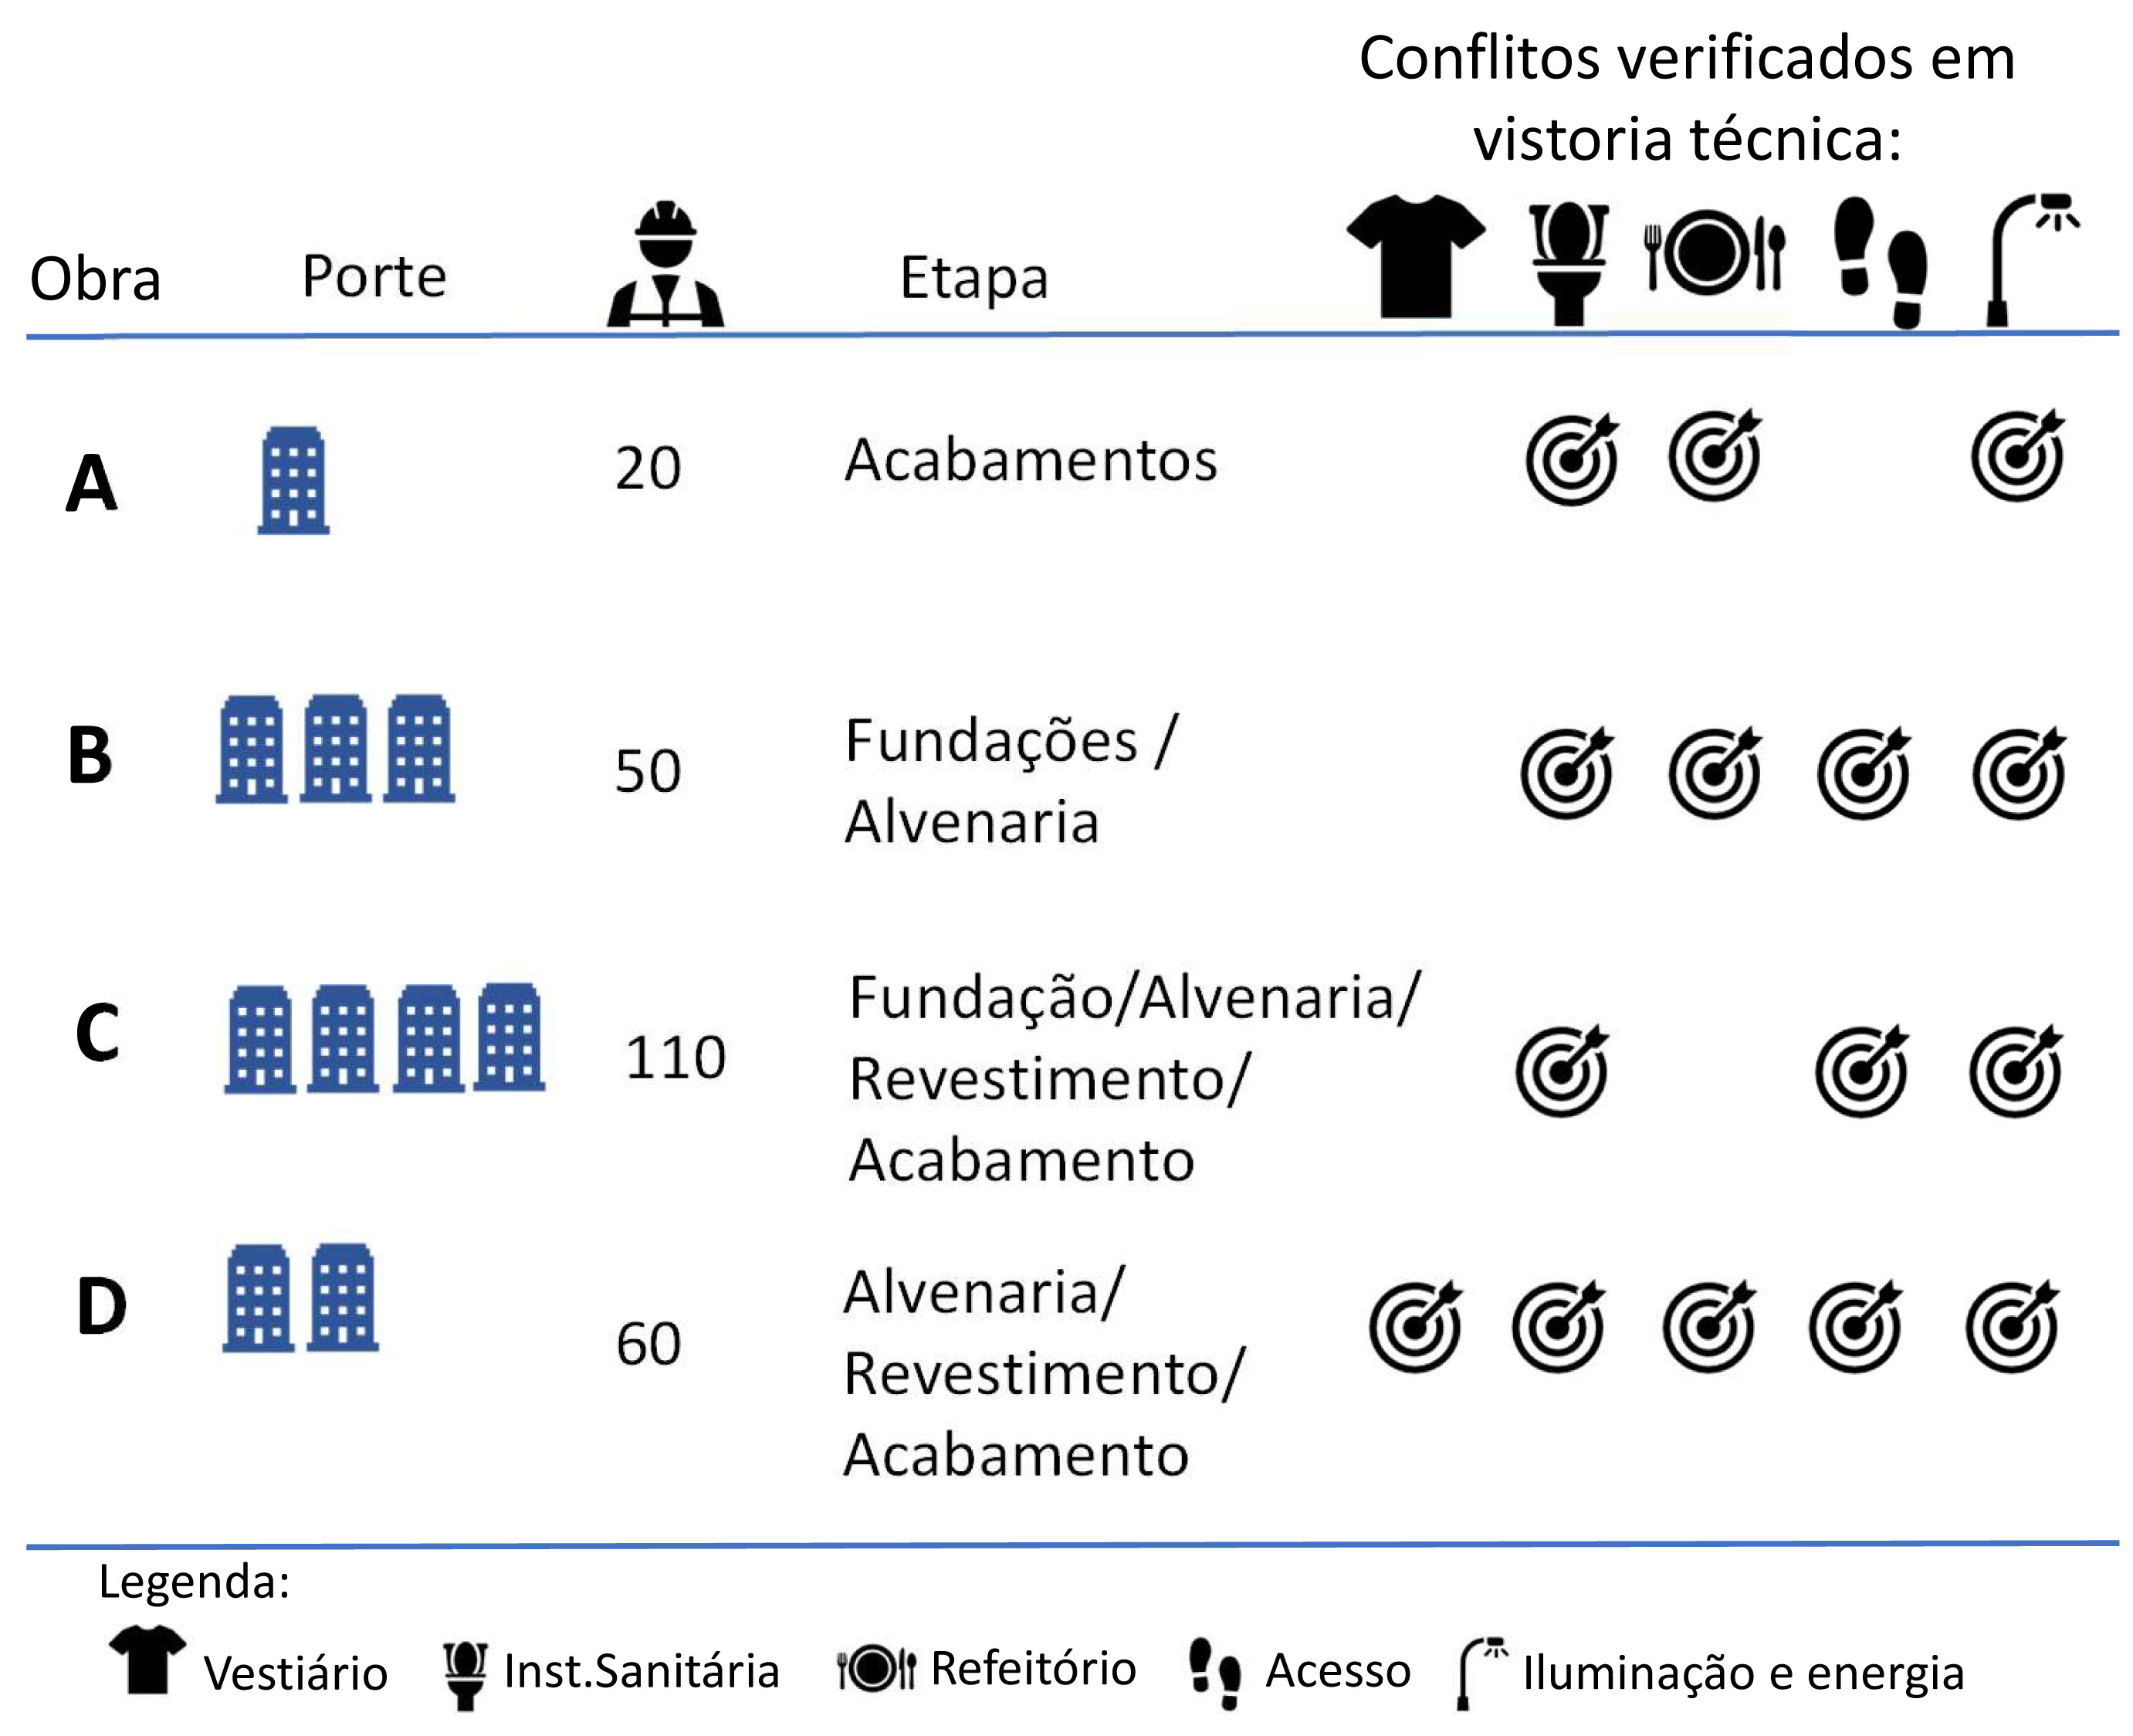 Conflitos verificados em
vistoria técnica:
Obra Porte Etapa
A 20 Acabamentos
B 50 Fundações /
Alvenaria
C 110 Fundação/Alvenaria/
Revestimento/
Acabamento
D 60 Alvenaria/
Revestimento/
Acabamento
Legenda:
Vestiário Inst.Sanitária Refeitório Acesso Iluminação e energia